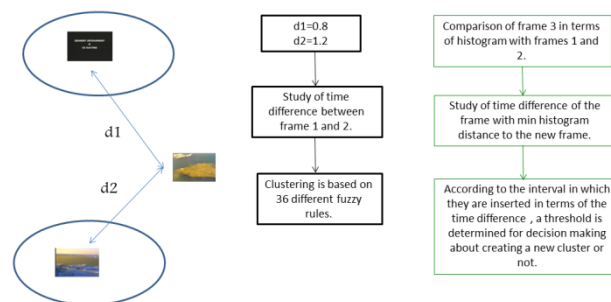 d1
d2
d1=0.8
d2=1.2
Study of time
difference between
frame 1 and 2.
Clustering is based on
36 different fuzzy
rules.
Comparison of frame 3 in terms
of histogram with frames 1 and
2.
Study of time difference of the
frame with min histogram
distance to the new frame.
According to the interval in which
they are inserted in terms of the
time difference , a threshold is
determined for decision making
about creating a new cluster or
not.